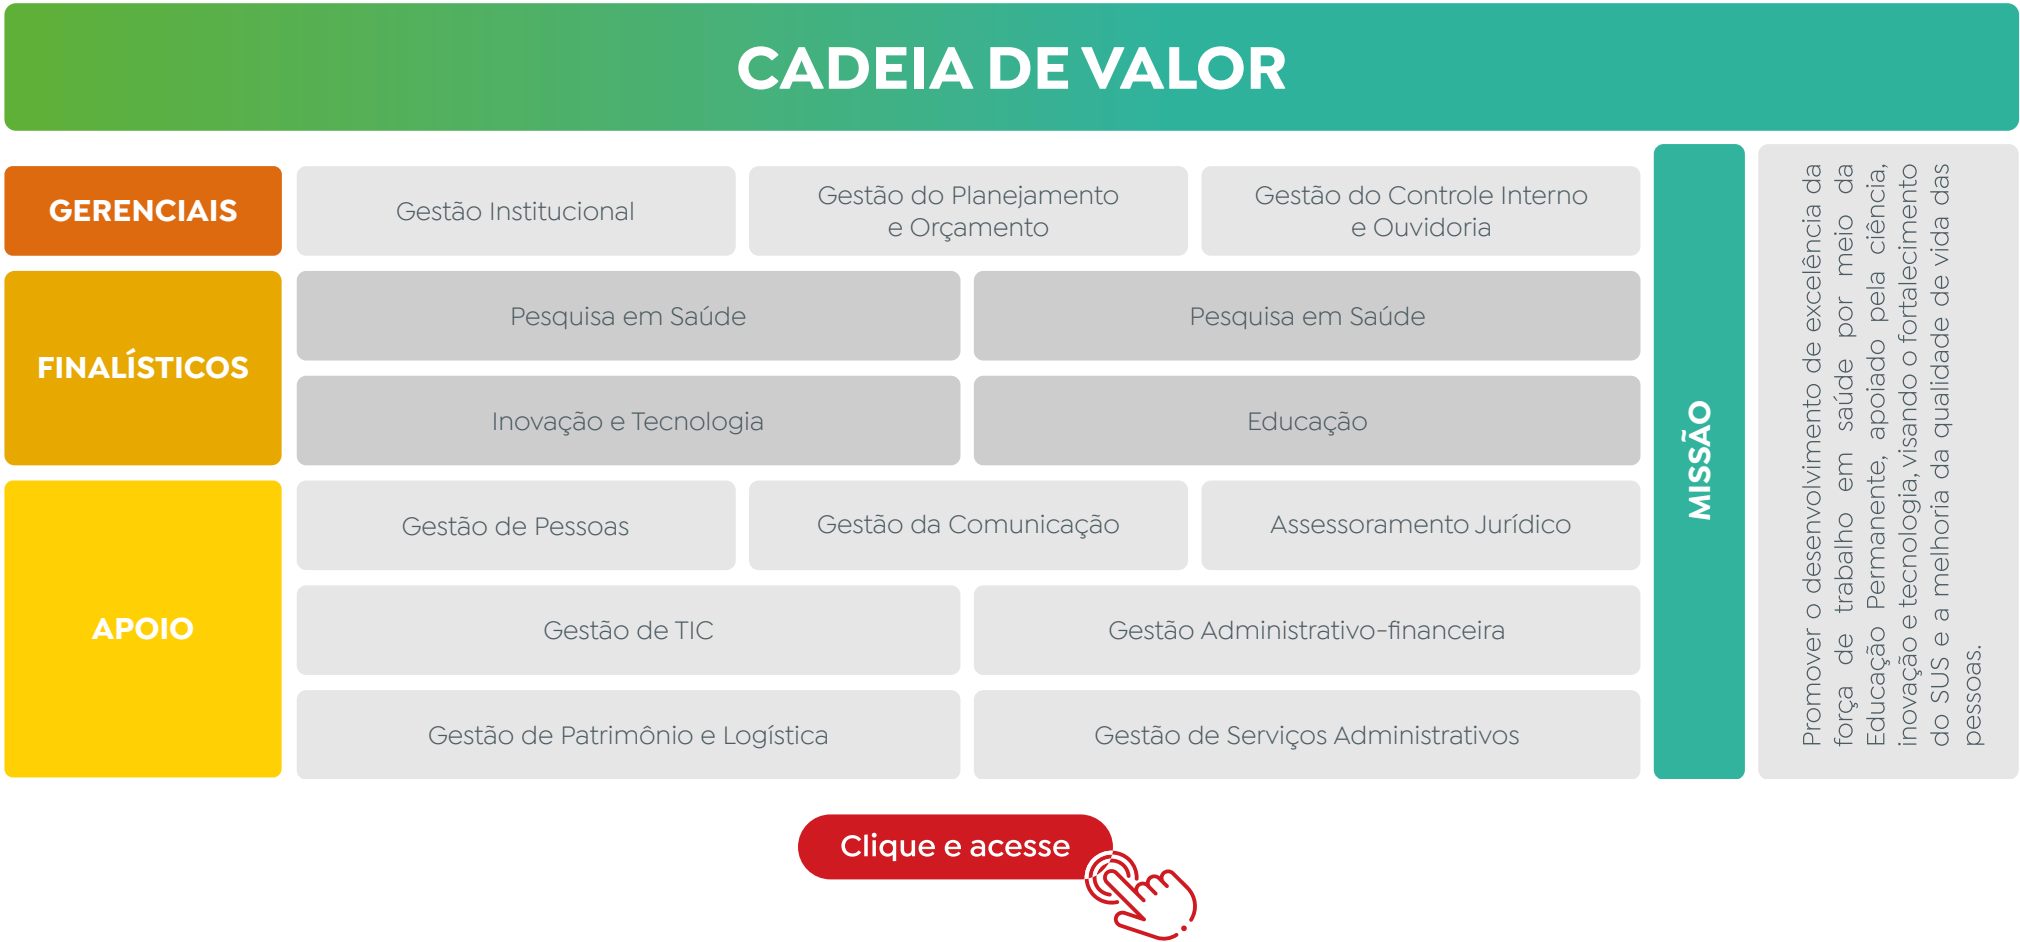 CADEIA DE VALOR
GERENCIAIS
Gestão Institucional
Gestão do Planejamento
e Orçamento
Gestão do Controle Interno
e Ouvidoria
FINALÍSTICOS
Pesquisa em Saúde
Pesquisa em Saúde
Inovação e Tecnologia
Educação
APOIO
Gestão de Pessoas
Gestão da Comunicação
Assessoramento Jurídico
Gestão de TIC
Gestão Administrativo-financeira
Gestão de Patrimônio e Logística
Gestão de Serviços Administrativos
MISSÃO
Promover o desenvolvimento de excelência da
força de trabalho em saúde por meio da
Educação Permanente, apoiado pela ciência,
inovação e tecnologia, visando o fortalecimento
do SUS e a melhoria da qualidade de vida das
pessoas.
Clique e acesse